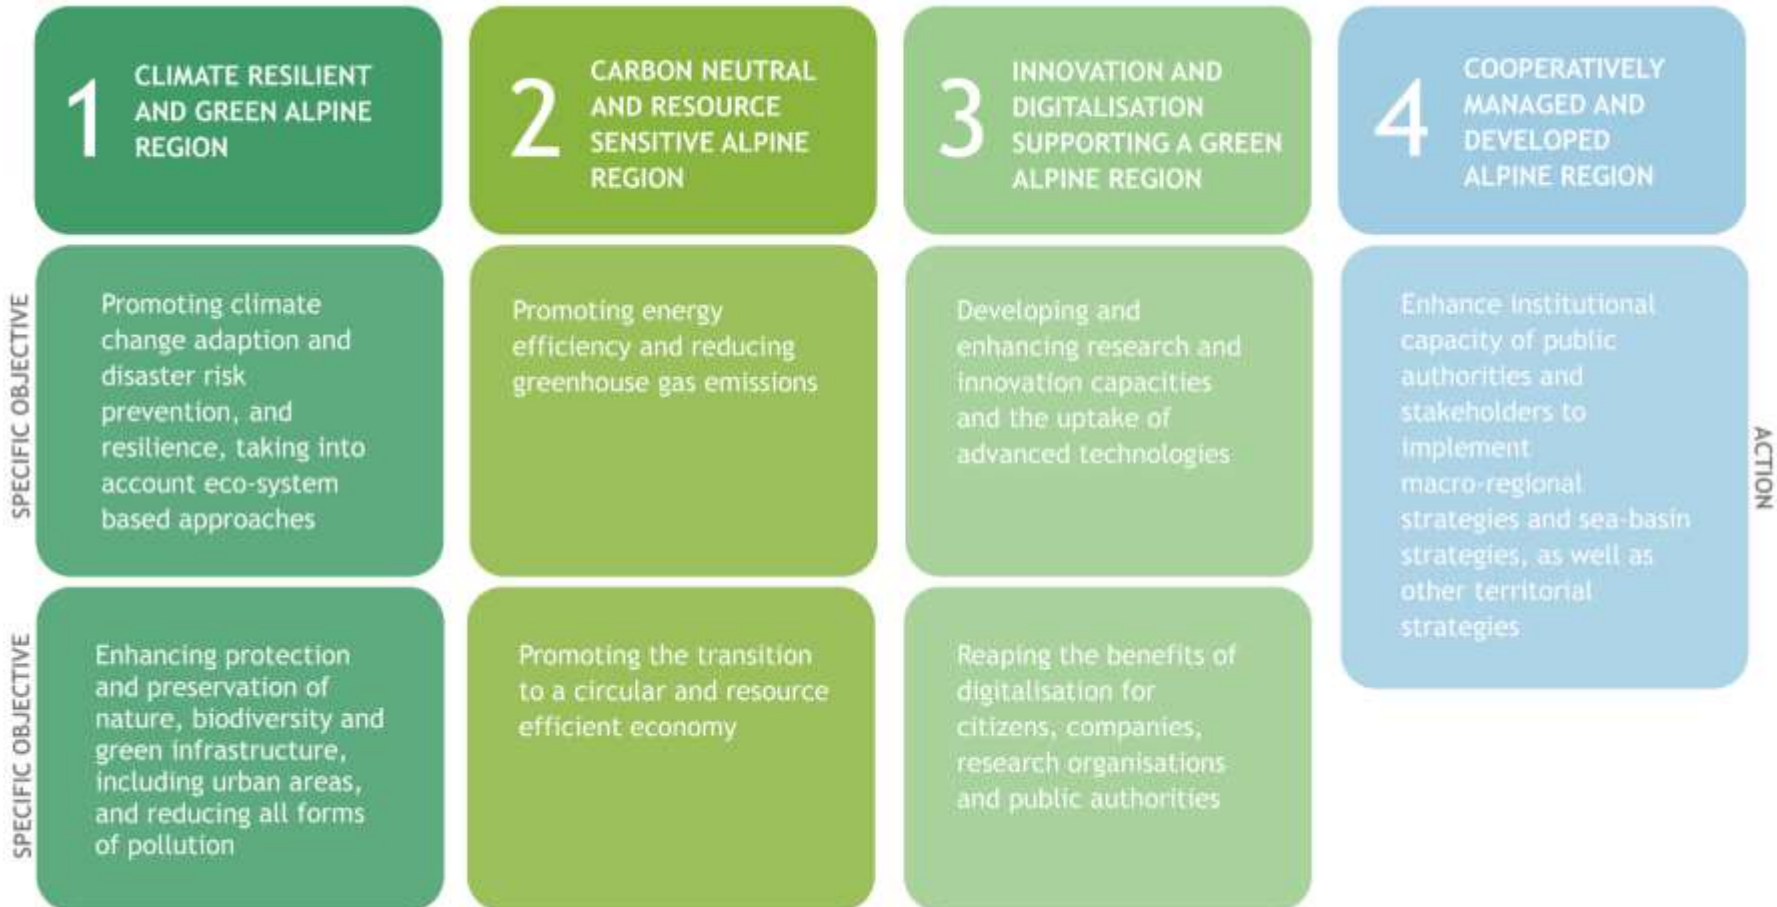 1
CLIMATE RESILIENT
AND GREEN ALPINE
REGION
2
CARBON NEUTRAL
AND RESOURCE
SENSITIVE ALPINE
REGION
3
INNOVATION AND
DIGITALISATION
SUPPORTING A GREEN
ALPINE REGION
4
COOPERATIVELY
MANAGED AND
DEVELOPED
ALPINE REGION
SPECIFIC OBJECTIVE
Promoting climate
change adaption and
disaster risk
prevention, and
resilience, taking into
account eco-system
based approaches
Promoting energy
efficiency and reducing
greenhouse gas emissions
Developing and
enhancing research and
innovation capacities
and the uptake of
advanced technologies
Enhance institutional
capacity of public
authorities and
stakeholders to
implement
macro-regional
strategies and sea-basin
strategies, as well as
other territorial
strategies
ACTION
SPECIFIC OBJECTIVE
Enhancing protection
and preservation of
nature, biodiversity and
green infrastructure,
including urban areas,
and reducing all forms
of pollution
Promoting the transition
to a circular and resource
efficient economy
Reaping the benefits of
digitalisation for
citizens, companies,
research organisations
and public authorities